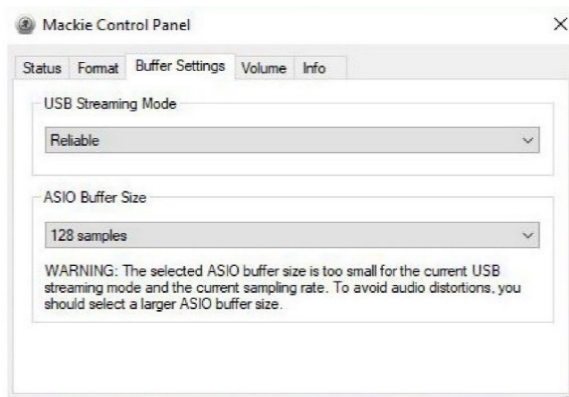 Mackie Control Panel
Status Format Buffer Settings Volume Info
USB Streaming Mode
Reliable
ASIO Buffer Size
128 samples
WARNING: The selected ASIO buffer size is too small for the current USB
streaming mode and the current sampling rate. To avoid audio distortions, you
should select a larger ASIO buffer size.